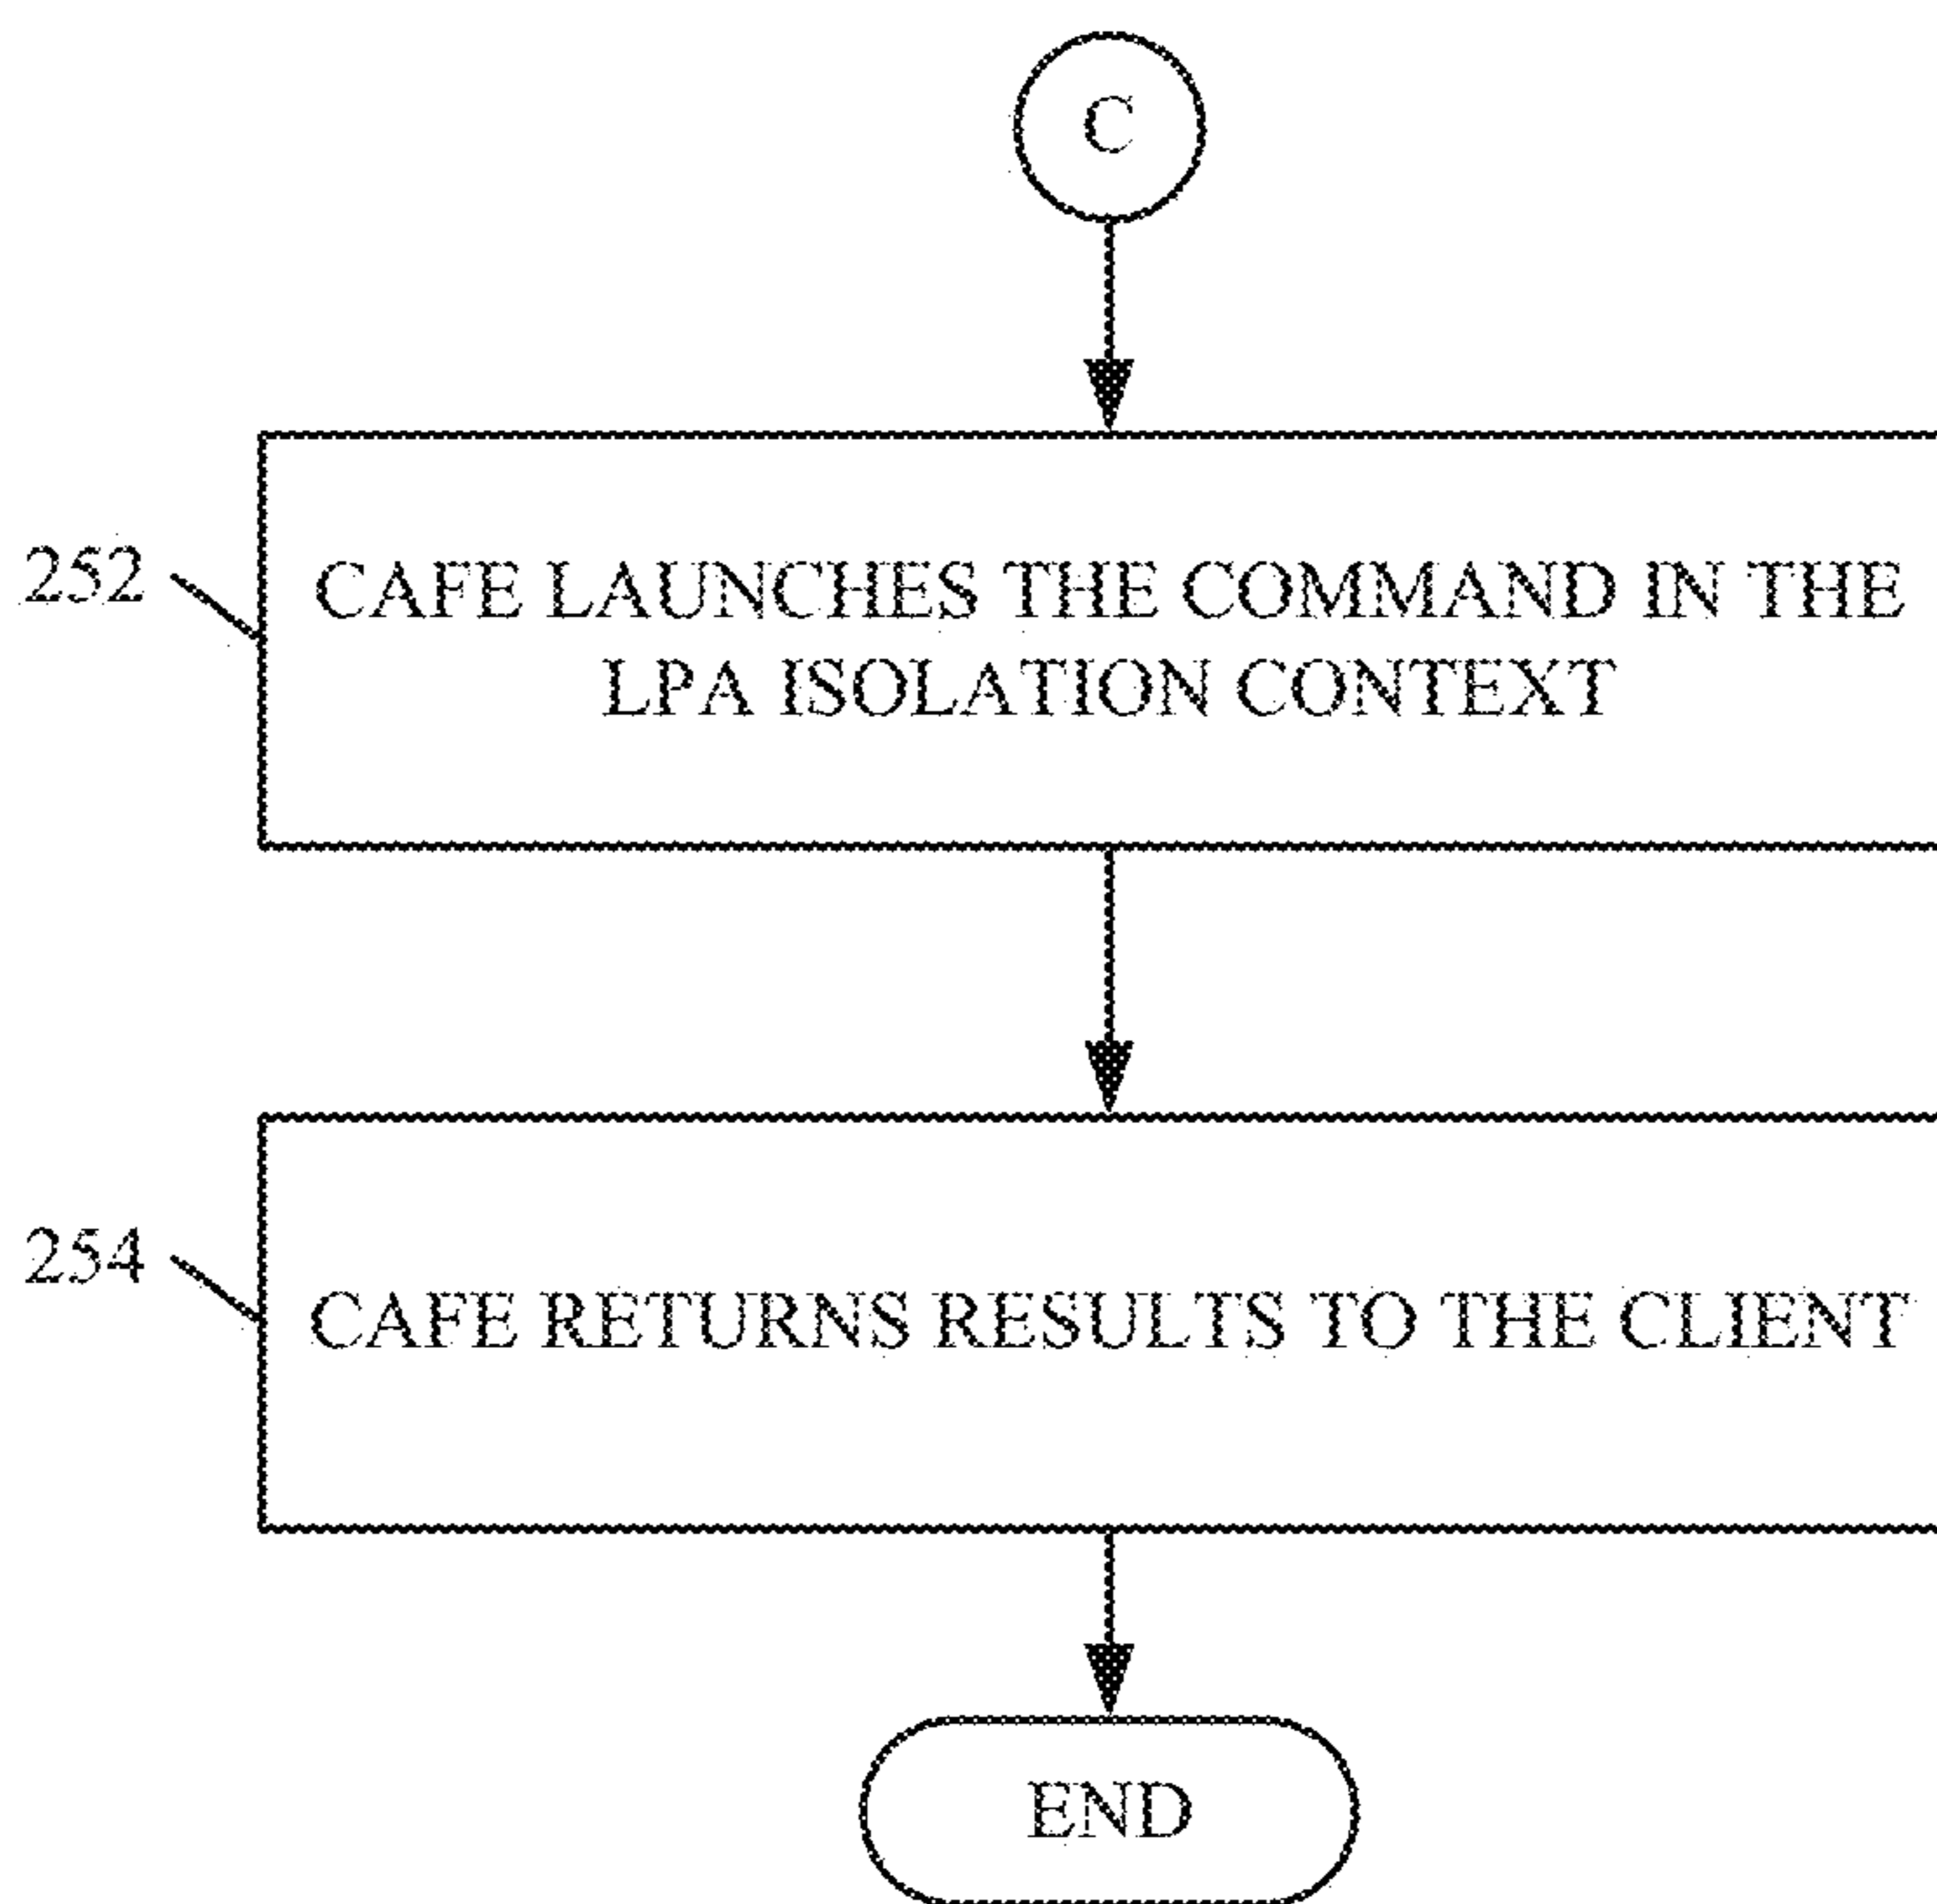 C
252
CAFE LAUNCHES THE COMMAND IN THE
LPA ISOLATION CONTEXT
254
CAFE RETURNS RESULTS TO THE CLIENT
END